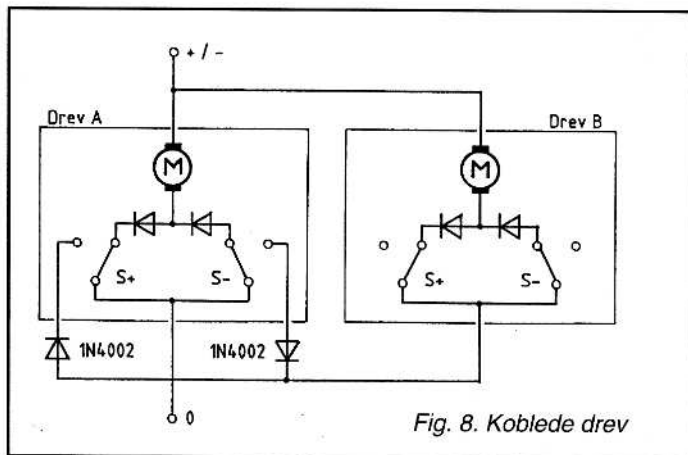 + / -
Drev A
Drev B
M
M
S+
S-
S+
S-
1N4002
1N4002
0
Fig. 8. Koblede drev